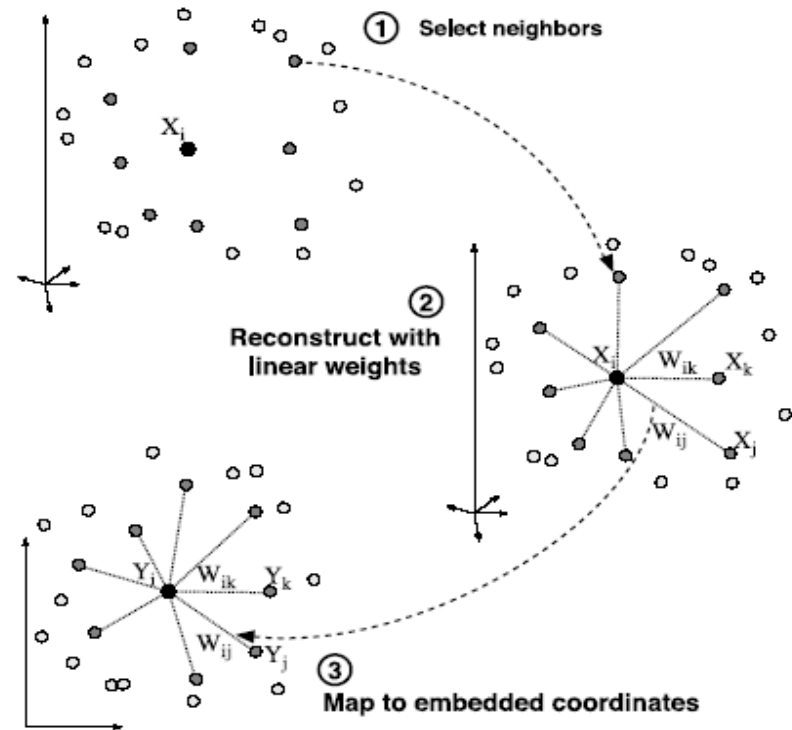 ① Select neighbors
Xi
②
Reconstruct with
linear weights
Xi
Wik
Xk
Wij
Xj
Yi
Wik
Yk
Wij
Yj
③
Map to embedded coordinates